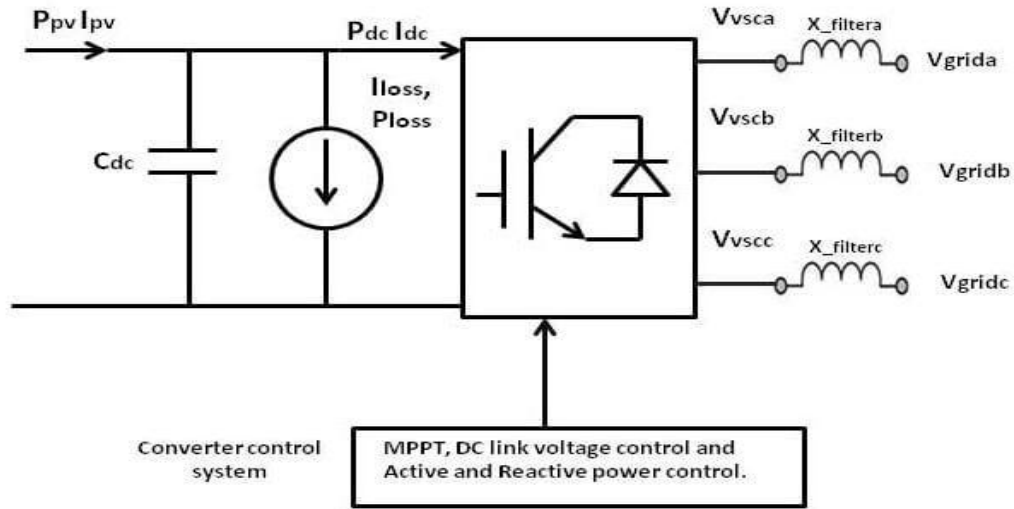 Ppv Ipv
Pdc Idc
Iloss,
Ploss
Cdc
Vvsca
X_filtera
Vgrida
Vvscb
X_filterb
Vgridb
Vvscc
X_filterc
Vgridc
Converter control
system
MPPT, DC link voltage control and
Active and Reactive power control.